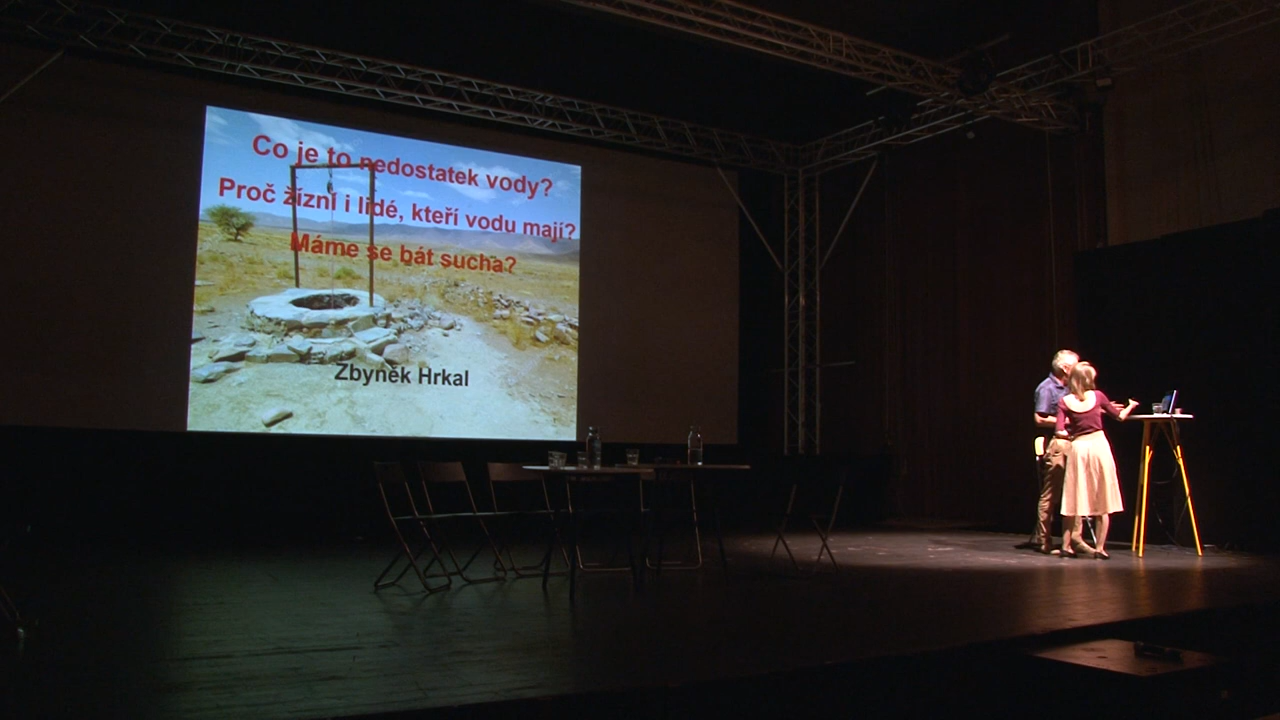 Co je to nedostatek vody?
Proč žízní i lidé, kteří vodu mají?
Máme se bát sucha?
Zbyněk Hrkal